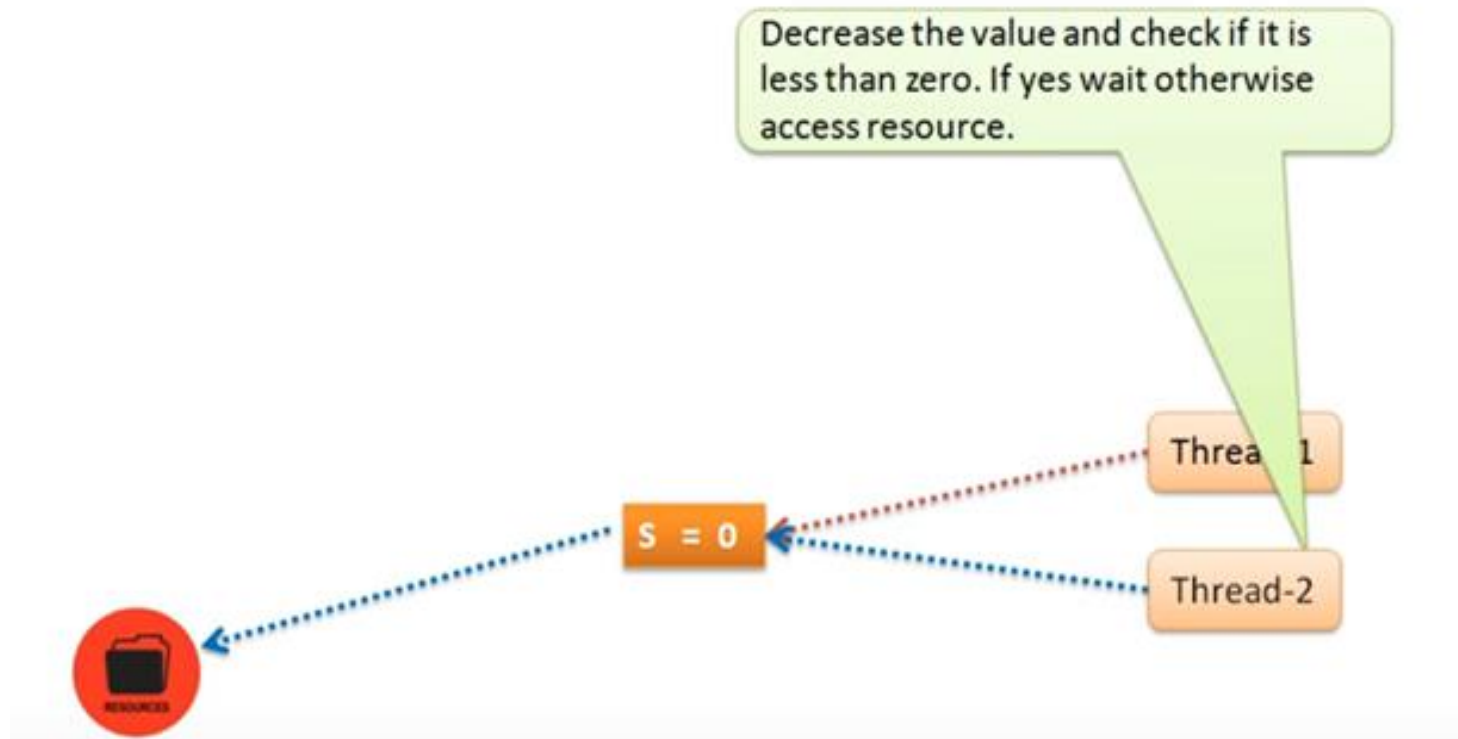 Decrease the value and check if it is
less than zero. If yes wait otherwise
access resource.
Threa 1
S = 0
Thread-2
RESOURCES